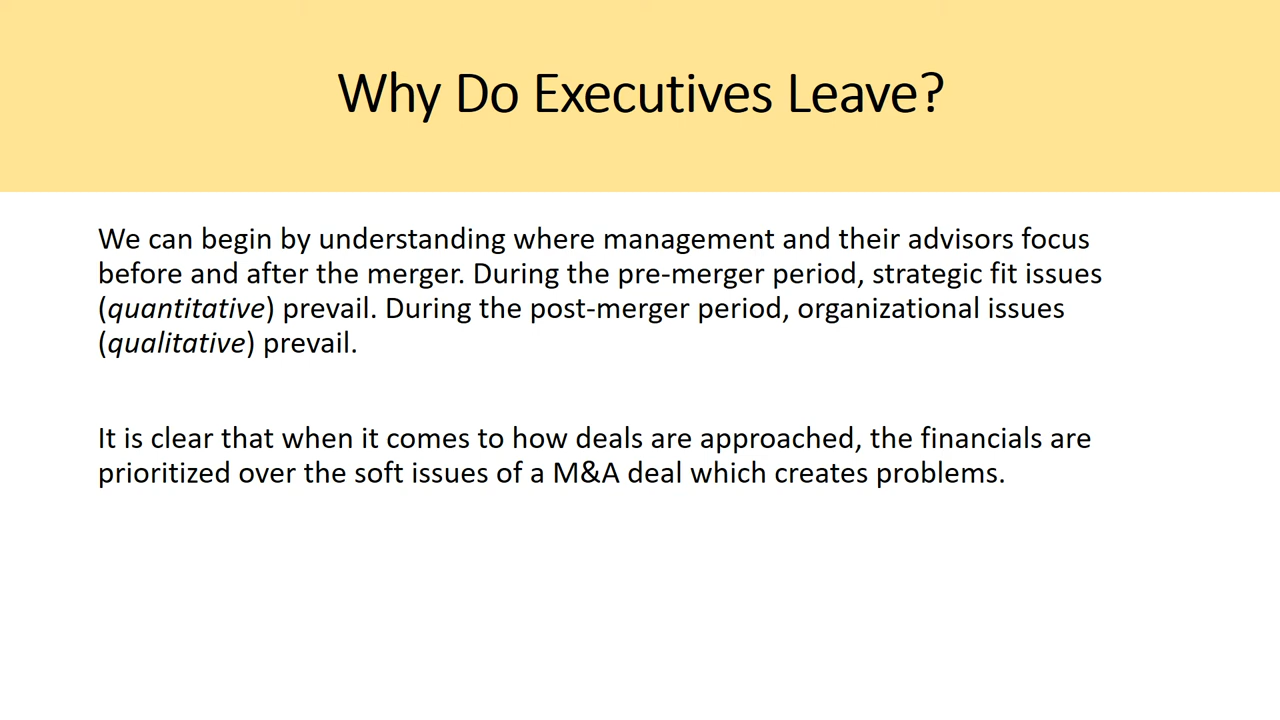 Why Do Executives Leave?
We can begin by understanding where management and their advisors focus
before and after the merger. During the pre-merger period, strategic fit issues
(quantitative) prevail. During the post-merger period, organizational issues
(qualitative) prevail.
It is clear that when it comes to how deals are approached, the financials are
prioritized over the soft issues of a M&A deal which creates problems.